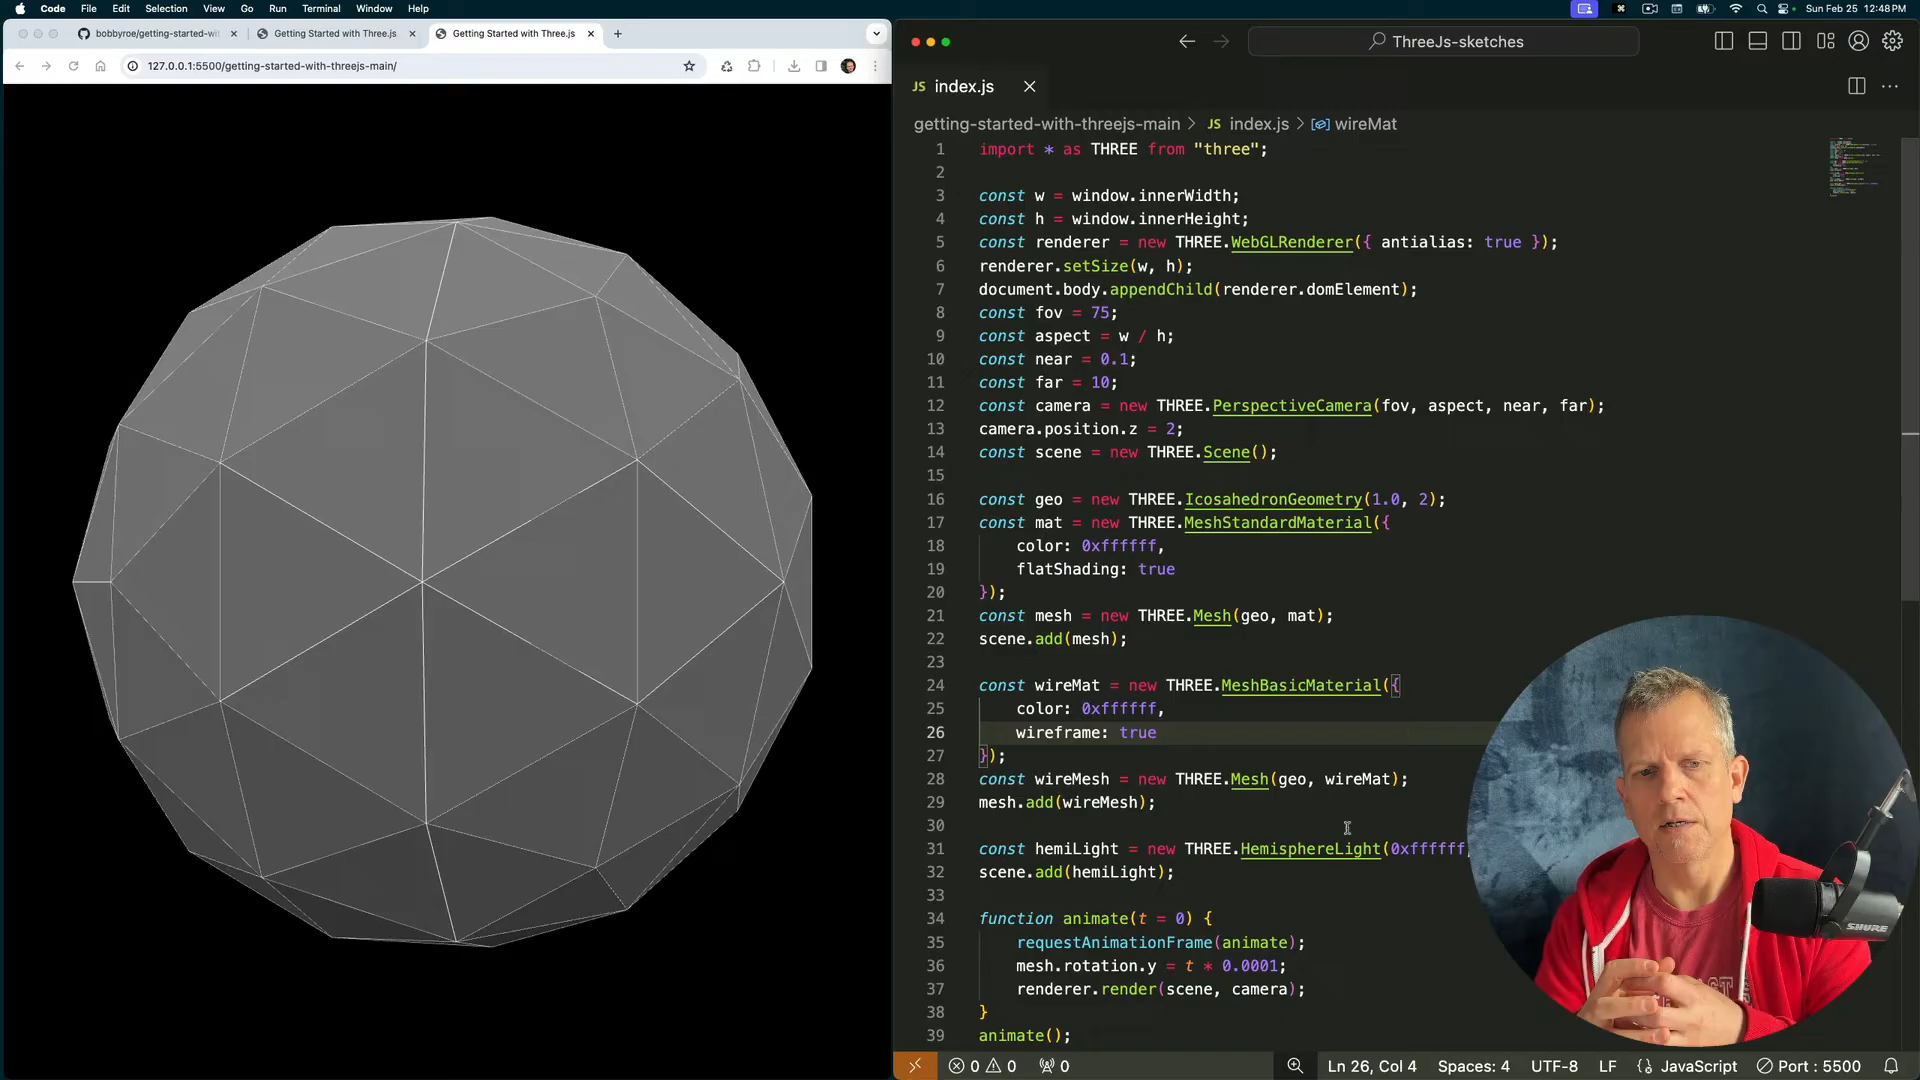 Code File Edit Selection View Go Run Terminal Window Help
Sun Feb 25 12:48 PM
bobbyroe/getting-started-wit
Getting Started with Three.js
Getting Started with Three.js
127.0.0.1:5500/getting-started-with-threejs-main/
ThreeJs-sketches
JS index.js
getting-started-with-threejs-main > JS index.js > wireMat
1 import * as THREE from "three";
2
3 const w = window.innerWidth;
4 const h = window.innerHeight;
5 const renderer = new THREE.WebGLRenderer({ antialias: true });
6 renderer.setSize(w, h);
7 document.body.appendChild(renderer.domElement);
8 const fov = 75;
9 const aspect = w / h;
10 const near = 0.1;
11 const far = 10;
12 const camera = new THREE.PerspectiveCamera(fov, aspect, near, far);
13 camera.position.z = 2;
14 const scene = new THREE.Scene();
15
16 const geo = new THREE.IcosahedronGeometry(1.0, 2);
17 const mat = new THREE.MeshStandardMaterial({
18 color: 0xffffff,
19 flatShading: true
20 });
21 const mesh = new THREE.Mesh(geo, mat);
22 scene.add(mesh);
23
24 const wireMat = new THREE.MeshBasicMaterial({
25 color: 0xffffff,
26 wireframe: true
27 });
28 const wireMesh = new THREE.Mesh(geo, wireMat);
29 mesh.add(wireMesh);
30
31 const hemiLight = new THREE.HemisphereLight(0xffffff,
32 scene.add(hemiLight);
33
34 function animate(t = 0) {
35 requestAnimationFrame(animate);
36 mesh.rotation.y = t * 0.0001;
37 renderer.render(scene, camera);
38 }
39 animate();
SHURE
0 0 0
Ln 26, Col 4 Spaces: 4 UTF-8 LF {} JavaScript Port : 5500